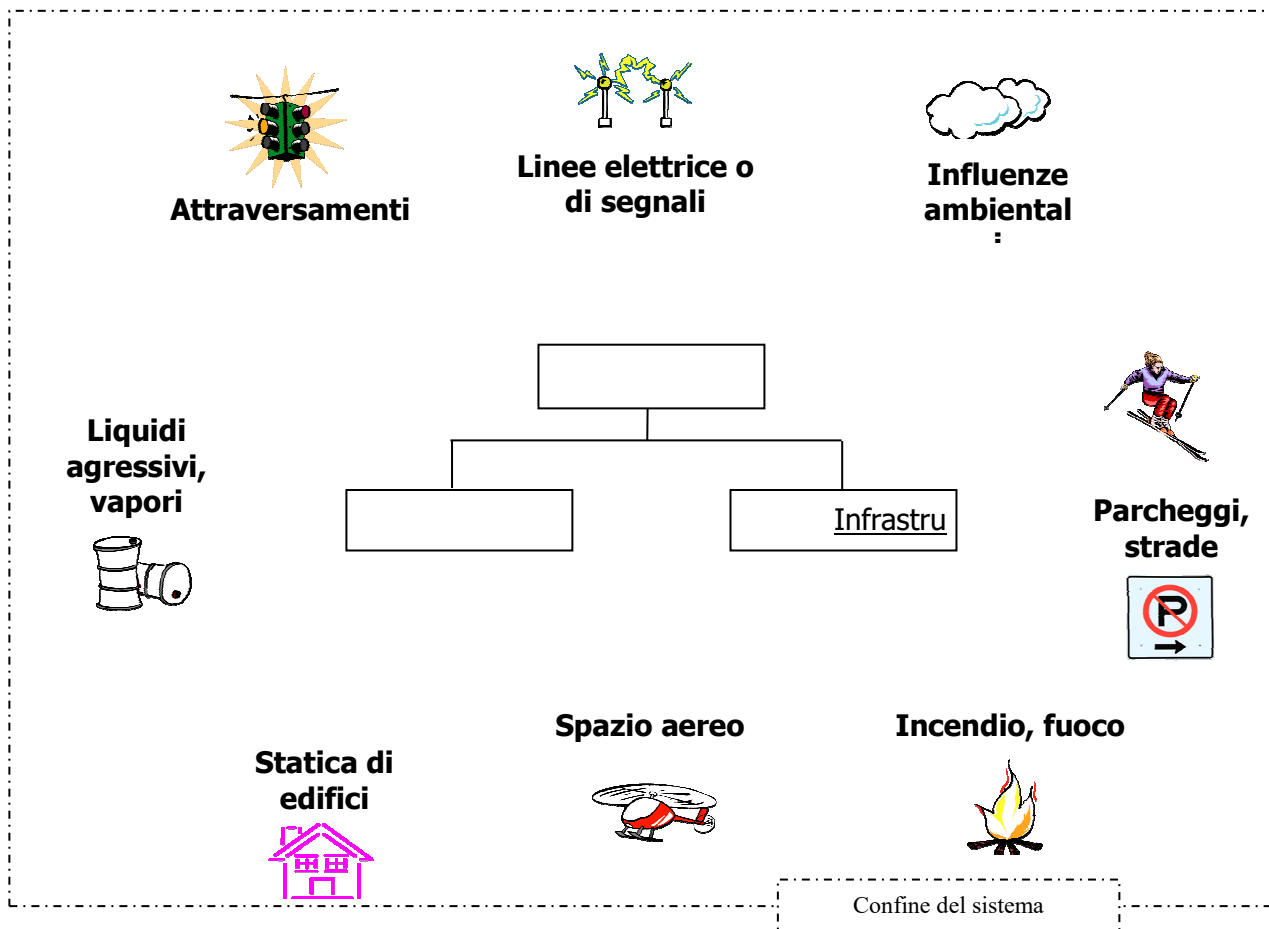 Attraversamenti
Linee elettrice o
di segnali
Influenze
ambiental
Liquidi
agressivi,
vapori
Infrastru
Parcheggi,
strade
P
Spazio aereo
Incendio, fuoco
Statica di
edifici
Confine del sistema